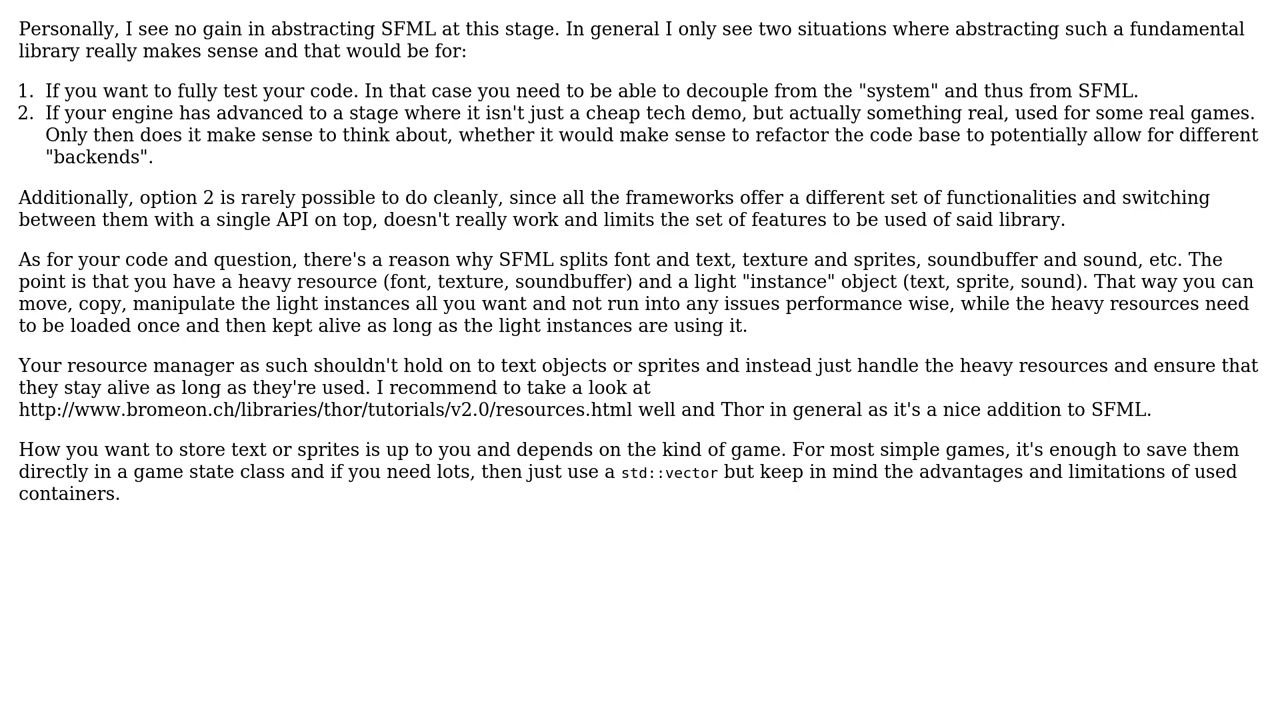 Personally, I see no gain in abstracting SFML at this stage. In general I only see two situations where abstracting such a fundamental
library really makes sense and that would be for:
1. If you want to fully test your code. In that case you need to be able to decouple from the "system" and thus from SFML.
2. If your engine has advanced to a stage where it isn't just a cheap tech demo, but actually something real, used for some real games.
Only then does it make sense to think about, whether it would make sense to refactor the code base to potentially allow for different
"backends".
Additionally, option 2 is rarely possible to do cleanly, since all the frameworks offer a different set of functionalities and switching
between them with a single API on top, doesn't really work and limits the set of features to be used of said library.
As for your code and question, there's a reason why SFML splits font and text, texture and sprites, soundbuffer and sound, etc. The
point is that you have a heavy resource (font, texture, soundbuffer) and a light "instance" object (text, sprite, sound). That way you can
move, copy, manipulate the light instances all you want and not run into any issues performance wise, while the heavy resources need
to be loaded once and then kept alive as long as the light instances are using it.
Your resource manager as such shouldn't hold on to text objects or sprites and instead just handle the heavy resources and ensure that
they stay alive as long as they're used. I recommend to take a look at
http://www.bromeon.ch/libraries/thor/tutorials/v2.0/resources.html well and Thor in general as it's a nice addition to SFML.
How you want to store text or sprites is up to you and depends on the kind of game. For most simple games, it's enough to save them
directly in a game state class and if you need lots, then just use a std::vector but keep in mind the advantages and limitations of used
containers.